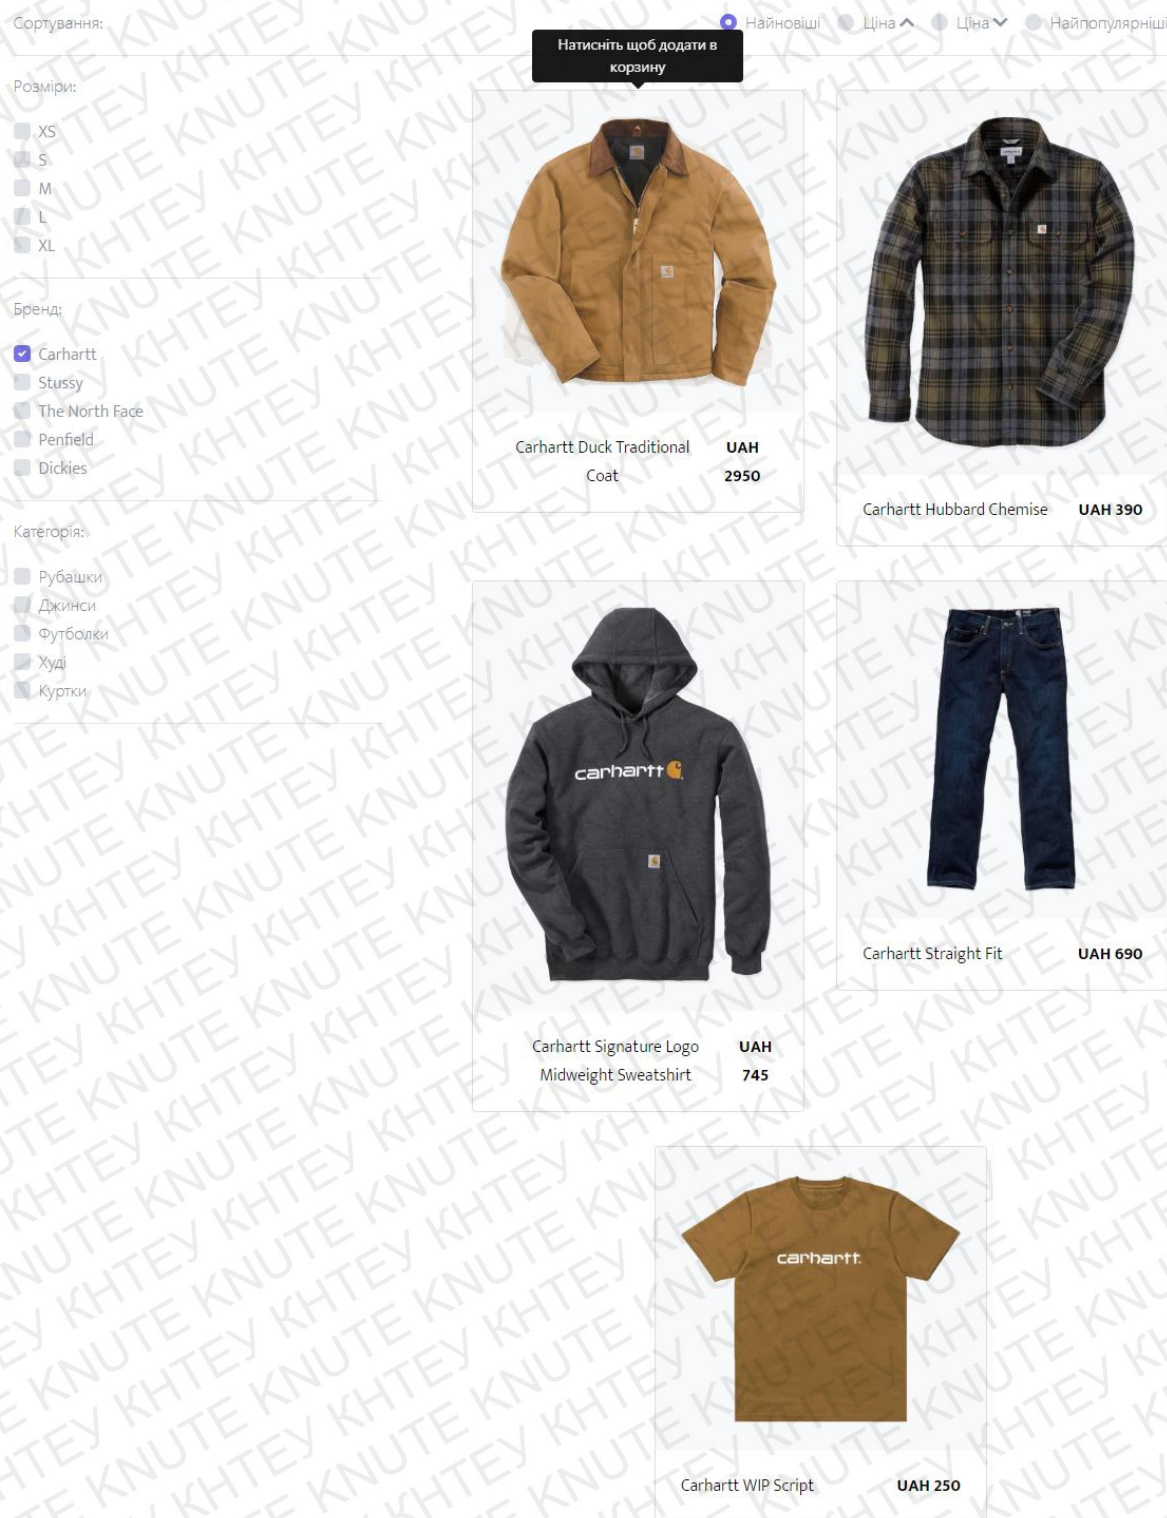 Сортування:
Найновіші
Ціна
Ціна
Найпопулярніші
Натисніть щоб додати в
корзину
Розміри:
XS
S
M
L
XL
Бренд:
Carhartt
Stussy
The North Face
Penfield
Dickies
Категорія:
Рубашки
Джинси
Футболки
Худі
Куртки
Carhartt Duck Traditional
Coat
UAH
2950
Carhartt Hubbard Chemise
UAH 390
carhartt
Carhartt Signature Logo
Midweight Sweatshirt
UAH
745
Carhartt Straight Fit
UAH 690
carhartt
Carhartt WIP Script
UAH 250
КНТЕУ KNUTE